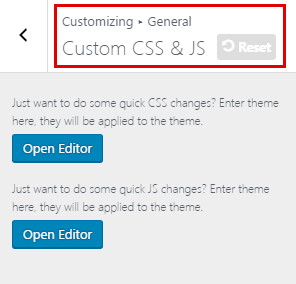 Customizing ▸ General
Custom CSS & JS
Reset
Just want to do some quick CSS changes? Enter theme
here, they will be applied to the theme.
Open Editor
Just want to do some quick JS changes? Enter theme
here, they will be applied to the theme.
Open Editor